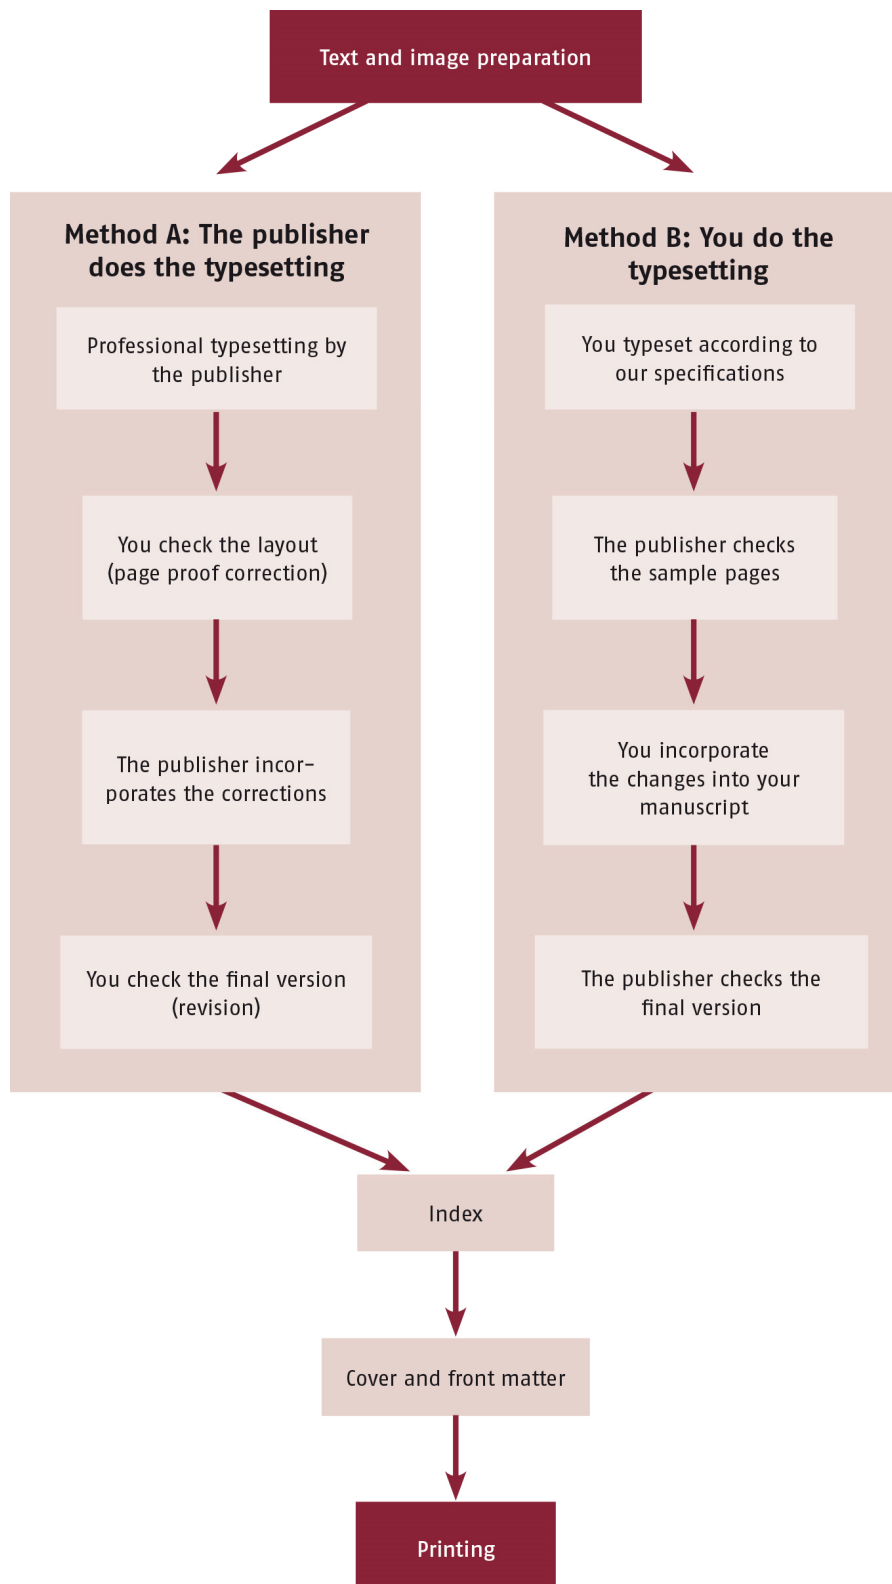 Text and image preparation
Method A: The publisher
does the typesetting
Professional typesetting by
the publisher
You check the layout
(page proof correction)
The publisher incor-
porates the corrections
You check the final version
(revision)
Method B: You do the
typesetting
You typeset according to
our specifications
The publisher checks
the sample pages
You incorporate
the changes into your
manuscript
The publisher checks the
final version
Index
Cover and front matter
Printing